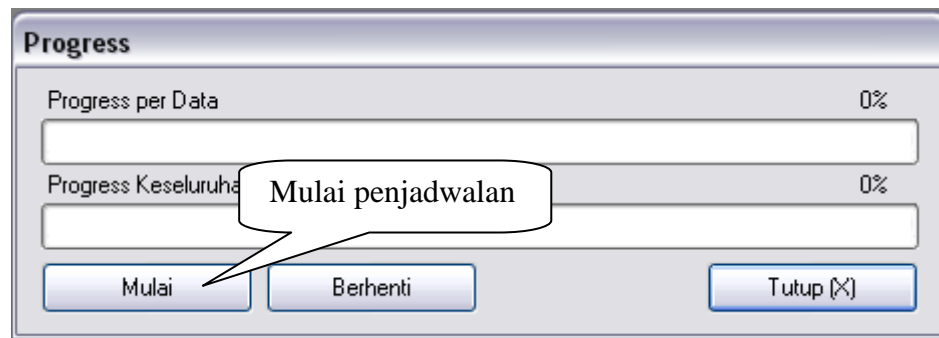 Progress
Progress per Data 0%
Progress Keseluruha 0%
Mulai penjadwalan
Mulai Berhenti Tutup (X)